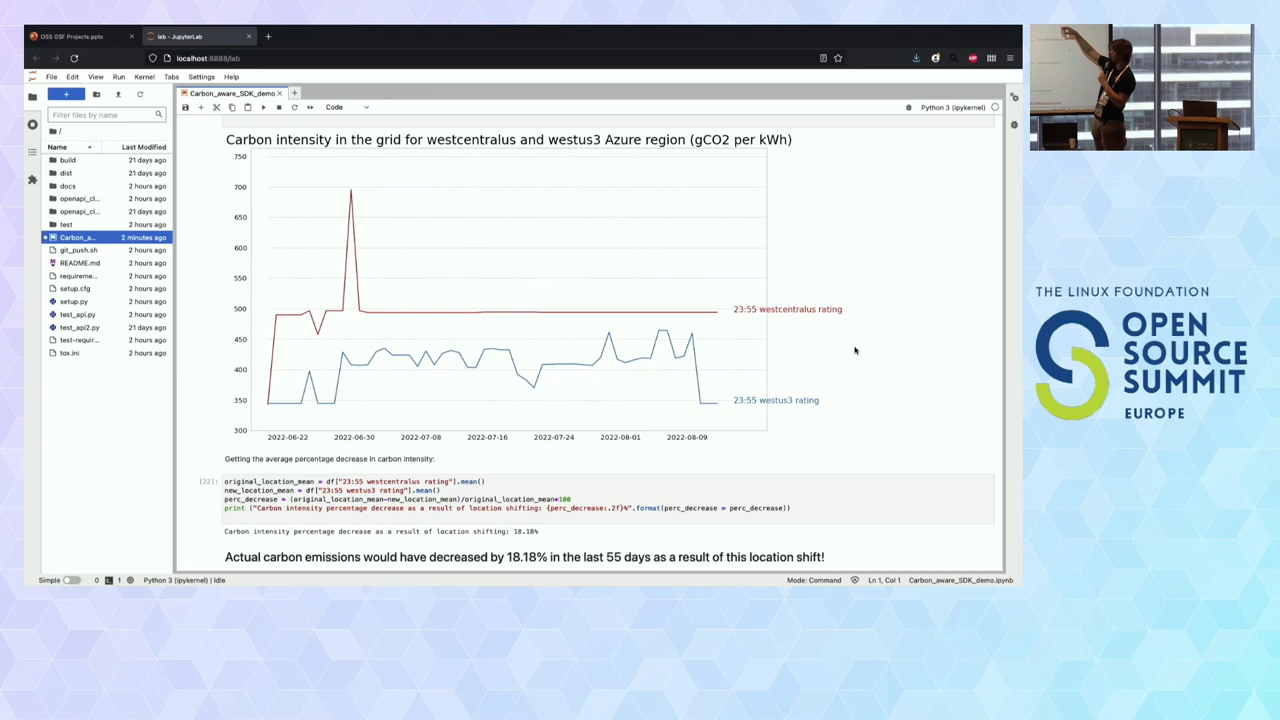 OSS GSF Projects.pptx
lab - JupyterLab
localhost:8888/lab
File Edit View Run Kernel Tabs Settings Help
Carbon_aware_SDK_demo
Code
Python 3 (ipykernel)
Filter files by name
/
Name Last Modified
build 21 days ago
dist 21 days ago
docs 2 hours ago
openapi_cl... 2 hours ago
openapi_cl... 21 days ago
test 2 hours ago
Carbon_a... 2 minutes ago
git_push.sh 2 hours ago
README.md 2 hours ago
requireme... 2 hours ago
setup.cfg 2 hours ago
setup.py 2 hours ago
test_api.py 2 hours ago
test_api2.py 21 days ago
test-requir... 2 hours ago
tox.ini 2 hours ago
Carbon intensity in the grid for westcentralus and westus3 Azure region (gCO2 per kWh)
750
700
650
600
550
500
450
400
350
300
23:55 westcentralus rating
23:55 westus3 rating
2022-06-22 2022-06-30 2022-07-08 2022-07-16 2022-07-24 2022-08-01 2022-08-09
Getting the average percentage decrease in carbon intensity:
[22]: original_location_mean = df["23:55 westcentralus rating"].mean()
new_location_mean = df["23:55 westus3 rating"].mean()
perc_decrease = (original_location_mean-new_location_mean)/original_location_mean*100
print ("Carbon intensity percentage decrease as a result of location shifting: {perc_decrease:.2f}%".format(perc_decrease = perc_decrease))
Carbon intensity percentage decrease as a result of location shifting: 18.18%
Actual carbon emissions would have decreased by 18.18% in the last 55 days as a result of this location shift!
Simple 0 1 Python 3 (ipykernel) | Idle
Mode: Command Ln 1, Col 1 Carbon_aware_SDK_demo.ipynb
THE LINUX FOUNDATION
OPEN
SOURCE
SUMMIT
EUROPE